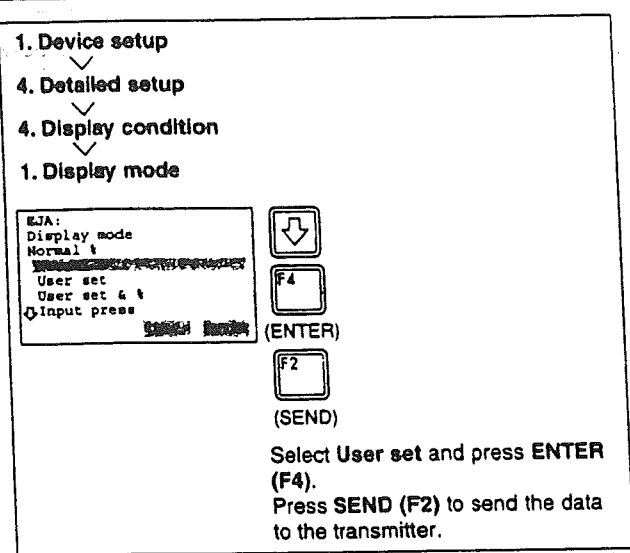 1. Device setup
4. Detailed setup
4. Display condition
1. Display mode
EJA:
Display mode
Normal %
User set
User set & %
Input press
F4
(ENTER)
F2
(SEND)
Select User set and press ENTER
(F4).
Press SEND (F2) to send the data
to the transmitter.